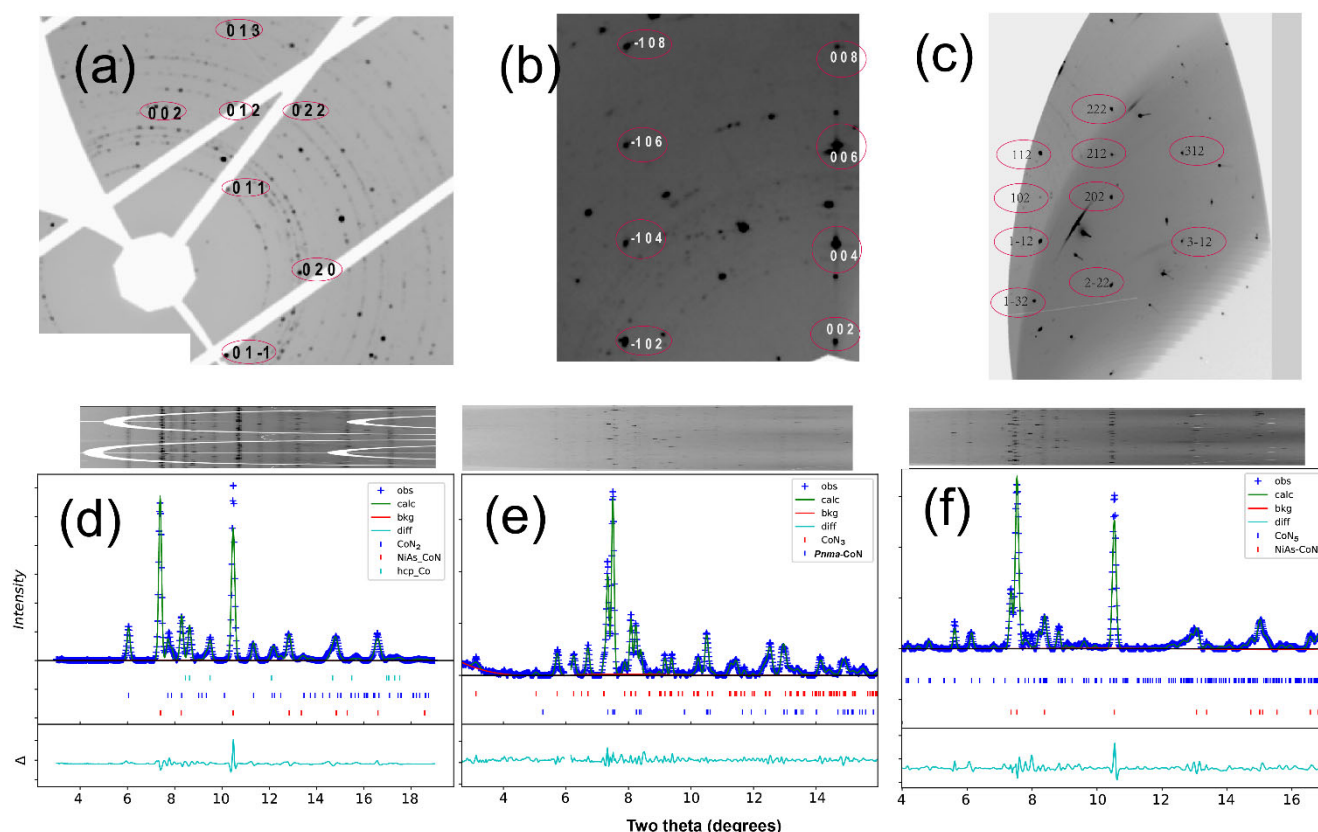 (a)
0 1 3
0 0 2
0 1 2
0 2 2
0 1 1
0 2 0
0 1 -1
(b)
-1 0 8
0 0 8
-1 0 6
0 0 6
-1 0 4
0 0 4
-1 0 2
0 0 2
(c)
222
112
212
312
102
202
1-12
3-12
2-22
1-32
(d)
obs
calc
bkg
diff
CoN₂
NiAs_CoN
hcp_Co
Intensity
Δ
4 6 8 10 12 14 16 18
(e)
obs
calc
bkg
diff
CoN₃
Pnma-CoN
4 6 8 10 12 14
(f)
obs
calc
bkg
diff
CoN₅
NiAs-CoN
4 6 8 10 12 14 16
Two theta (degrees)